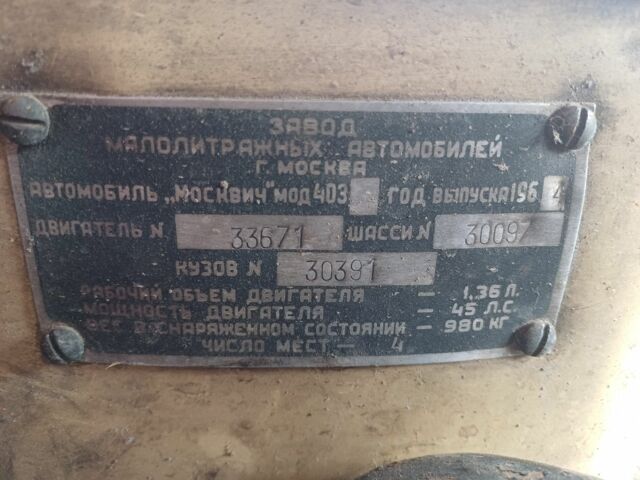 ЗАВОД
МАЛОЛИТРАЖНЫХ АВТОМОБИЛЕЙ
Г. МОСКВА
АВТОМОБИЛЬ „МОСКВИЧ" МОД 403 ГОД ВЫПУСКА 196 4
ДВИГАТЕЛЬ N 33671 ШАССИ N 30097
КУЗОВ N 30391
РАБОЧИЙ ОБЪЕМ ДВИГАТЕЛЯ — 1,36 Л.
МОЩНОСТЬ ДВИГАТЕЛЯ — 45 Л.С.
ВЕС В СНАРЯЖЕННОМ СОСТОЯНИИ — 980 КГ
ЧИСЛО МЕСТ — 4